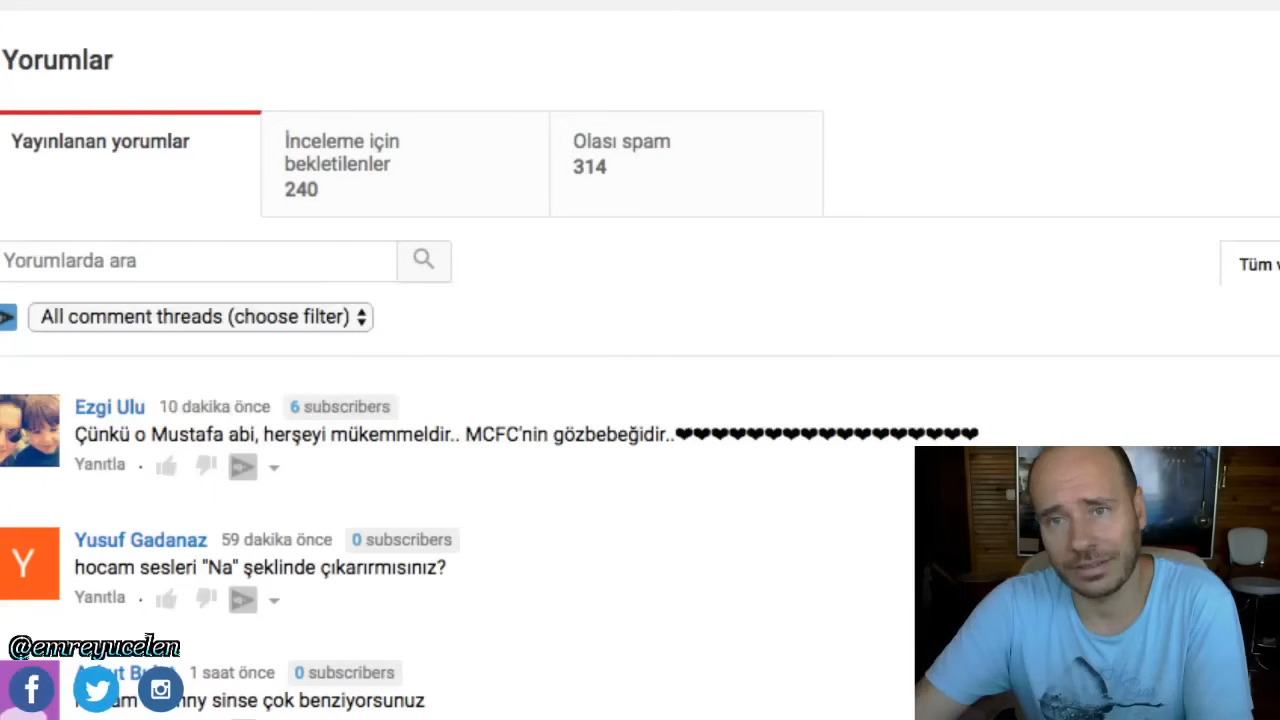 Yorumlar
Yayınlanan yorumlar
İnceleme için
bekletilenler
240
Olası spam
314
Yorumlarda ara
Tüm
All comment threads (choose filter)
Ezgi Ulu 10 dakika önce 6 subscribers
Çünkü o Mustafa abi, herşeyi mükemmeldir.. MCFC'nin gözbebeğidir..❤❤❤❤❤❤❤❤❤❤❤❤❤❤❤❤❤
Yanıtla
Y
Yusuf Gadanaz 59 dakika önce 0 subscribers
hocam sesleri "Na" şeklinde çıkarırmısınız?
Yanıtla
@emreyucelen
1 saat önce 0 subscribers
sinse çok benziyorsunuz